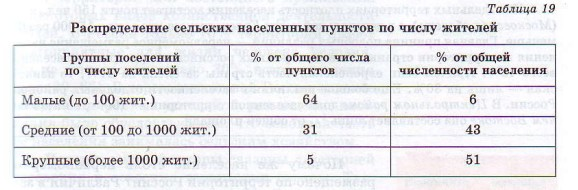 Таблица 19
Распределение сельских населенных пунктов по числу жителей
Группы поселений по числу жителей | % от общего числа пунктов | % от общей численности населения
Малые (до 100 жит.) | 64 | 6
Средние (от 100 до 1000 жит.) | 31 | 43
Крупные (более 1000 жит.) | 5 | 51